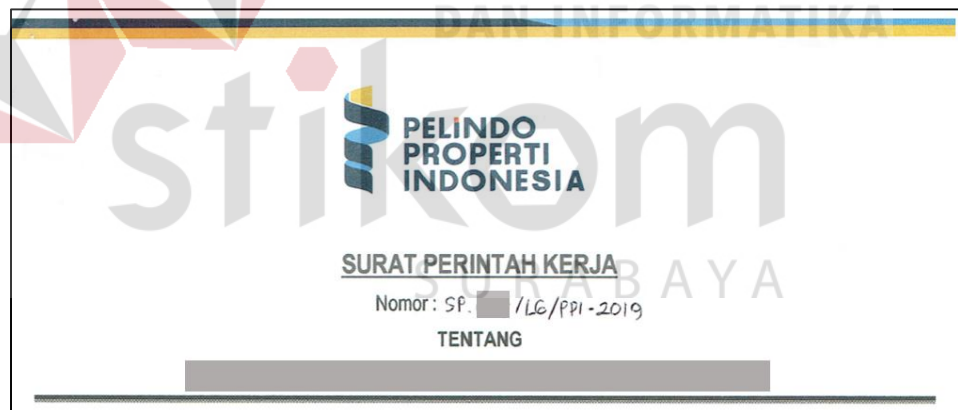 DAN INFORMATIKA
stikom
SURABAYA
PELINDO
PROPERTI
INDONESIA
SURAT PERINTAH KERJA
Nomor : SP. /LG/PPI-2019
TENTANG